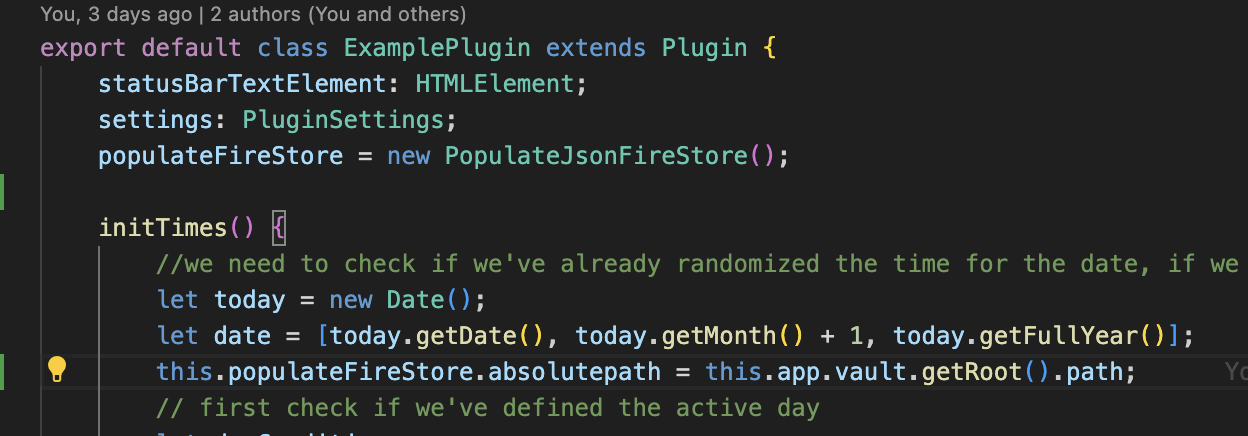 You, 3 days ago | 2 authors (You and others)
export default class ExamplePlugin extends Plugin {
statusBarTextElement: HTMLElement;
settings: PluginSettings;
populateFireStore = new PopulateJsonFireStore();
initTimes() {
//we need to check if we've already randomized the time for the date, if we
let today = new Date();
let date = [today.getDate(), today.getMonth() + 1, today.getFullYear()];
this.populateFireStore.absolutepath = this.app.vault.getRoot().path;
// first check if we've defined the active day